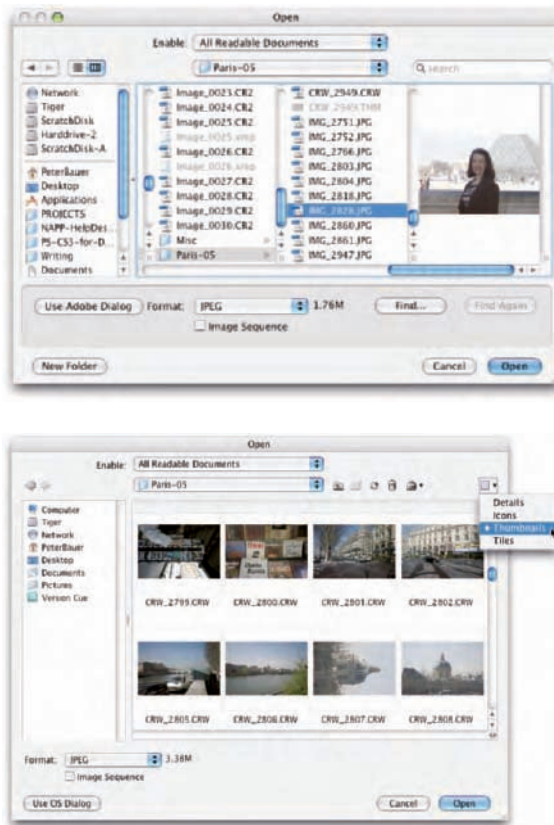 Open
Enable: All Readable Documents
Paris-05
search
Network
Tiger
ScratchDisk
Harddrive-2
ScratchDisk-A
PeterBauer
Desktop
Applications
PROJECTS
NAPP-HelpDes...
PS-CS3-for-D...
Writing
Documents
Image_0023.CR2
Image_0024.CR2
Image_0025.CR2
Image_0025.xmp
Image_0026.CR2
Image_0026.xmp
Image_0027.CR2
Image_0028.CR2
Image_0029.CR2
Image_0030.CR2
Misc
Paris-05
CRW_2949.CRW
CRW_2949.THM
IMG_2751.JPG
IMG_2752.JPG
IMG_2766.JPG
IMG_2803.JPG
IMG_2804.JPG
IMG_2818.JPG
IMG_2828.JPG
IMG_2860.JPG
IMG_2861.JPG
IMG_2947.JPG
Use Adobe Dialog Format: JPEG 1.76M Find... Find Again
Image Sequence
New Folder Cancel Open
Open
Enable: All Readable Documents
Paris-05
Details
Icons
Thumbnails
Tiles
Computer
Tiger
Network
PeterBauer
Desktop
Documents
Pictures
Version Cue
CRW_2799.CRW CRW_2800.CRW CRW_2801.CRW CRW_2802.CRW
CRW_2805.CRW CRW_2806.CRW CRW_2807.CRW CRW_2808.CRW
Format: JPEG 3.38M
Image Sequence
Use OS Dialog Cancel Open